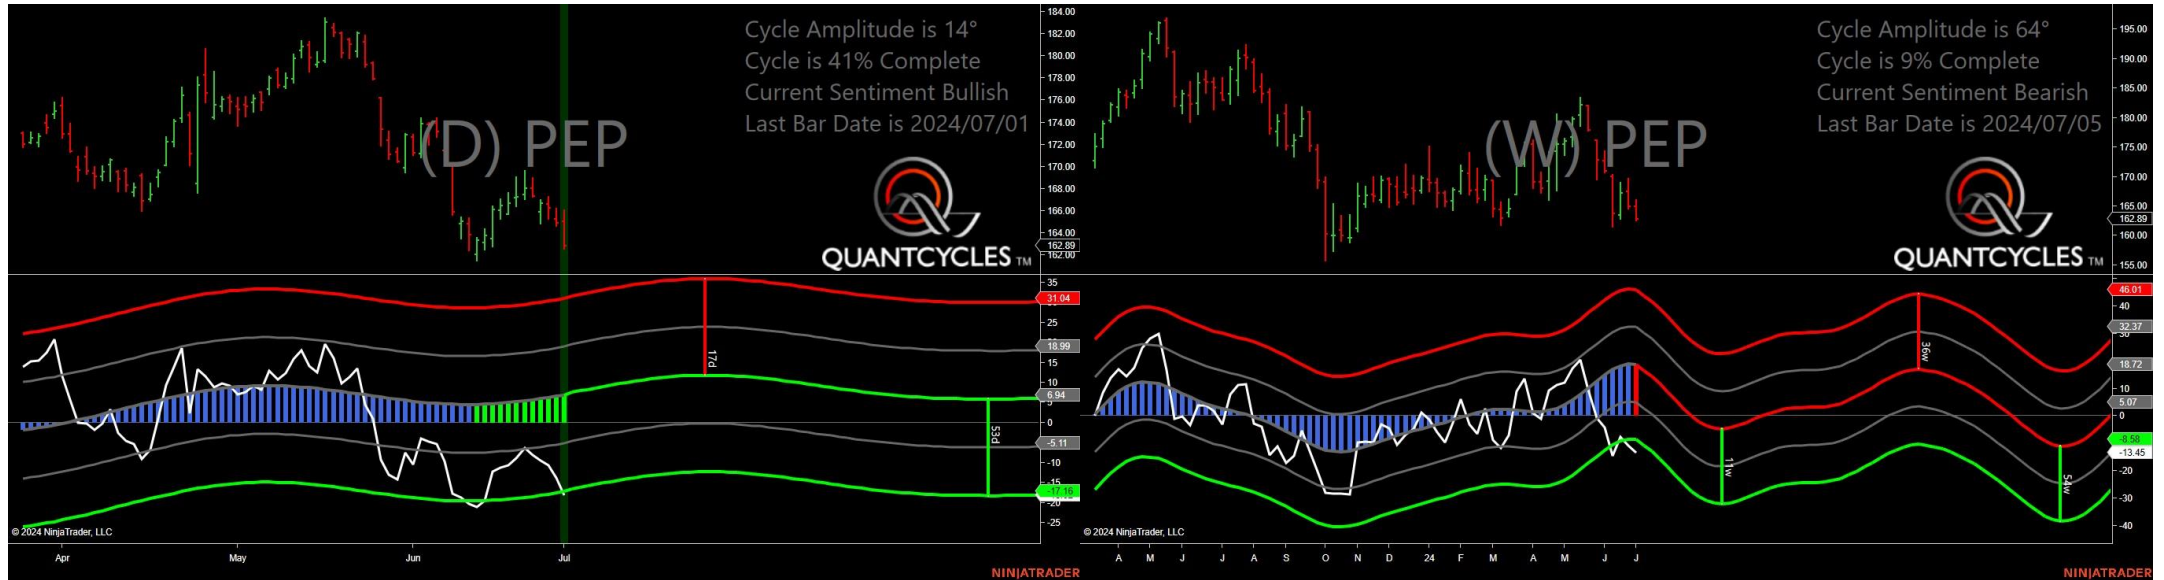 Cycle Amplitude is 14°
Cycle is 41% Complete
Current Sentiment Bullish
Last Bar Date is 2024/07/01
(D) PEP
QUANTCYCLES TM
184.00
182.00
180.00
178.00
176.00
174.00
172.00
170.00
168.00
166.00
164.00
162.89
162.00
35
31.04
25
18.99
15
10
6.94
5
0
-5.11
-10
-15
-17.16
-20
-25
17d
53d
© 2024 NinjaTrader, LLC
Apr May Jun Jul
NINJATRADER
Cycle Amplitude is 64°
Cycle is 9% Complete
Current Sentiment Bearish
Last Bar Date is 2024/07/05
(W) PEP
QUANTCYCLES TM
195.00
190.00
185.00
180.00
175.00
170.00
165.00
162.89
160.00
155.00
46.01
40
32.37
30
18.72
10
5.07
0
-8.58
-13.45
-20
-30
-40
36w
11w
54w
© 2024 NinjaTrader, LLC
A M J J A S O N D 24 F M A M J J
NINJATRADER